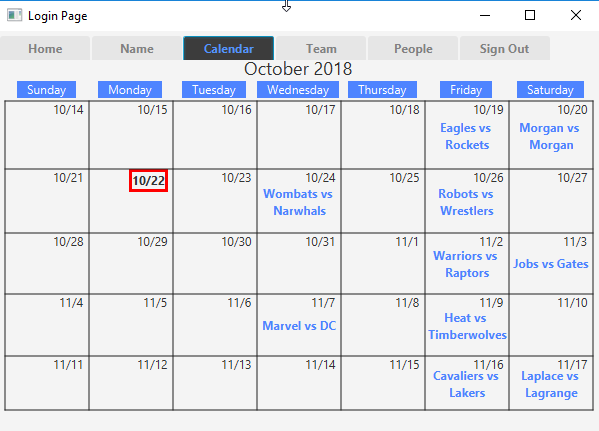 Login Page
Home Name Calendar Team People Sign Out
October 2018
Sunday Monday Tuesday Wednesday Thursday Friday Saturday
10/14 10/15 10/16 10/17 10/18 10/19 10/20
Eagles vs Morgan vs
Rockets Morgan
10/21 10/22 10/23 10/24 10/25 10/26 10/27
Wombats vs Robots vs
Narwhals Wrestlers
10/28 10/29 10/30 10/31 11/1 11/2 11/3
Warriors vs Jobs vs Gates
Raptors
11/4 11/5 11/6 11/7 11/8 11/9 11/10
Marvel vs DC Heat vs
Timberwolves
11/11 11/12 11/13 11/14 11/15 11/16 11/17
Cavaliers vs Laplace vs
Lakers Lagrange